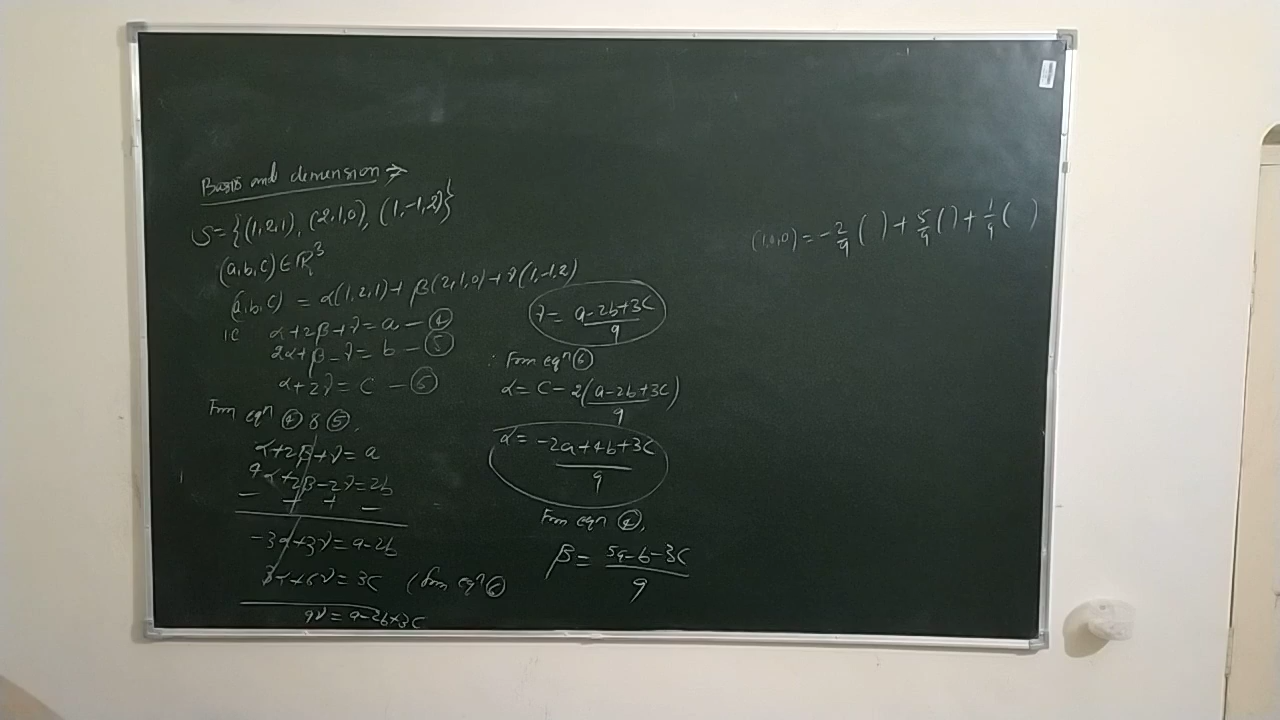 Basis and dimension →
S = {(1,2,1), (2,1,0), (1,-1,2)}
(a,b,c) ∈ ℝ³
(a,b,c) = α(1,2,1) + β(2,1,0) + γ(1,-1,2)
ie α+2β+γ = a — ④
2α+β-γ = b — ⑤
α+2γ = c — ⑥
From eqⁿ ④ & ⑤,
α+2β+γ = a
4α+2β-2γ = 2b
- - + -
-3α+3γ = a-2b
3α+6γ = 3c (from eqⁿ ⑥
9γ = a-2b+3c
γ = (a-2b+3c)/9
∴ From eqⁿ ⑥
α = c - 2(a-2b+3c)/9
α = (-2a+4b+3c)/9
From eqⁿ ④,
β = (5a-b-3c)/9
(1,0,0) = -2/9 ( ) + 5/9 ( ) + 1/9 ( )